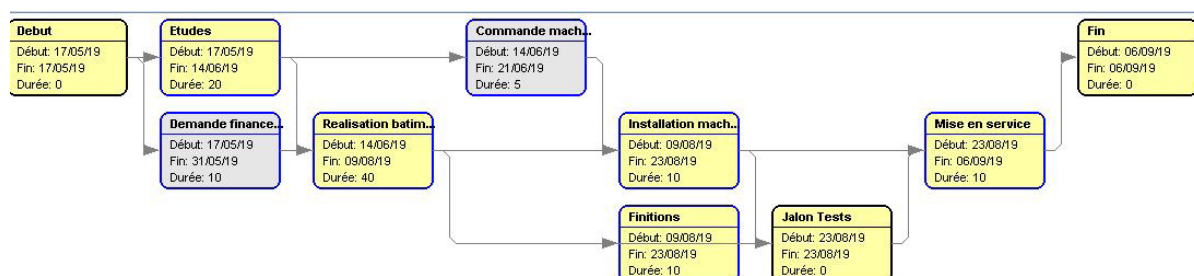 Debut
Début: 17/05/19
Fin: 17/05/19
Durée: 0
Etudes
Début: 17/05/19
Fin: 14/06/19
Durée: 20
Commande mach...
Début: 14/06/19
Fin: 21/06/19
Durée: 5
Fin
Début: 06/09/19
Fin: 06/09/19
Durée: 0
Demande finance...
Début: 17/05/19
Fin: 31/05/19
Durée: 10
Realisation batim...
Début: 14/06/19
Fin: 09/08/19
Durée: 40
Installation mach...
Début: 09/08/19
Fin: 23/08/19
Durée: 10
Mise en service
Début: 23/08/19
Fin: 06/09/19
Durée: 10
Finitions
Début: 09/08/19
Fin: 23/08/19
Durée: 10
Jalon Tests
Début: 23/08/19
Fin: 23/08/19
Durée: 0